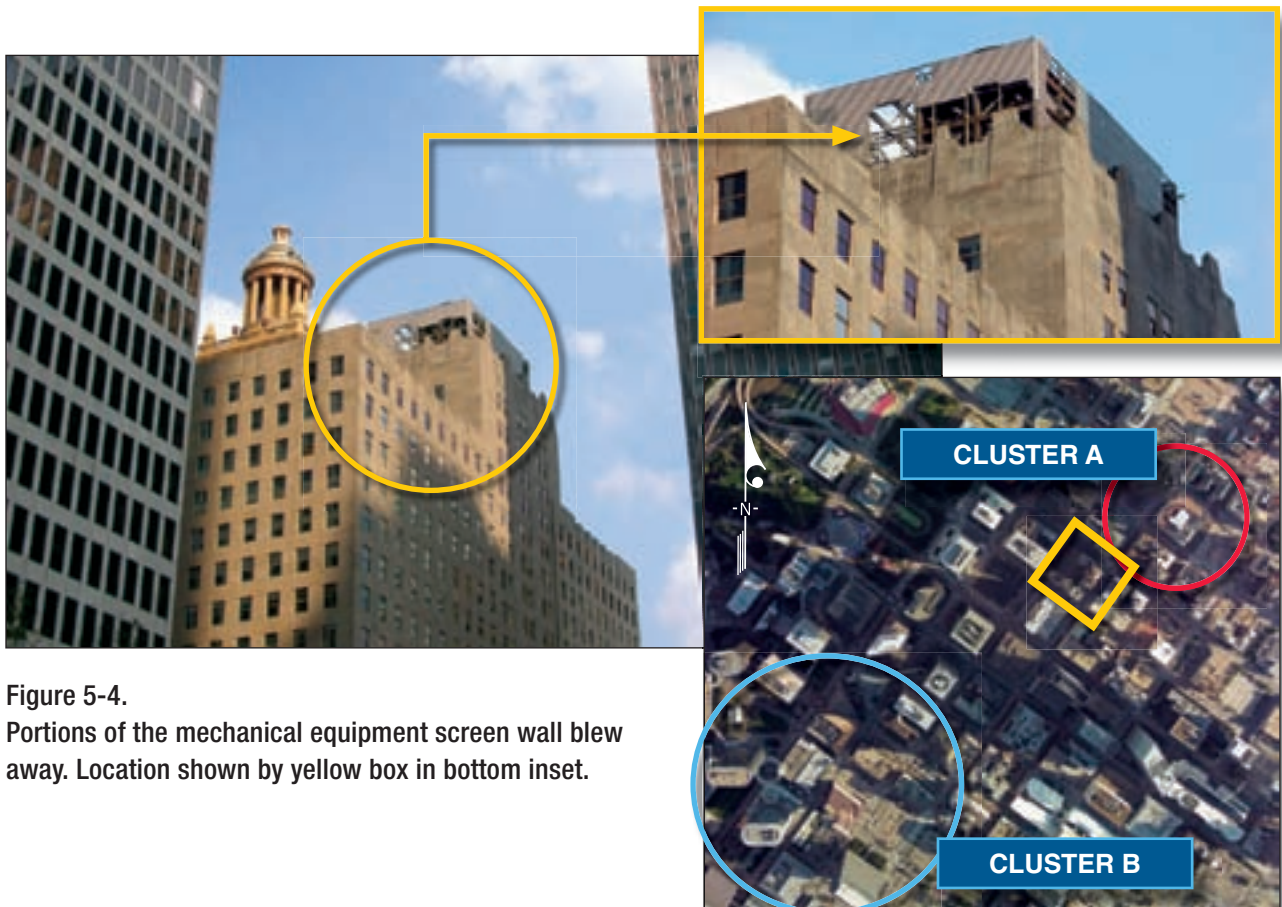 CLUSTER A
-N-
CLUSTER B
Figure 5-4.
Portions of the mechanical equipment screen wall blew
away. Location shown by yellow box in bottom inset.